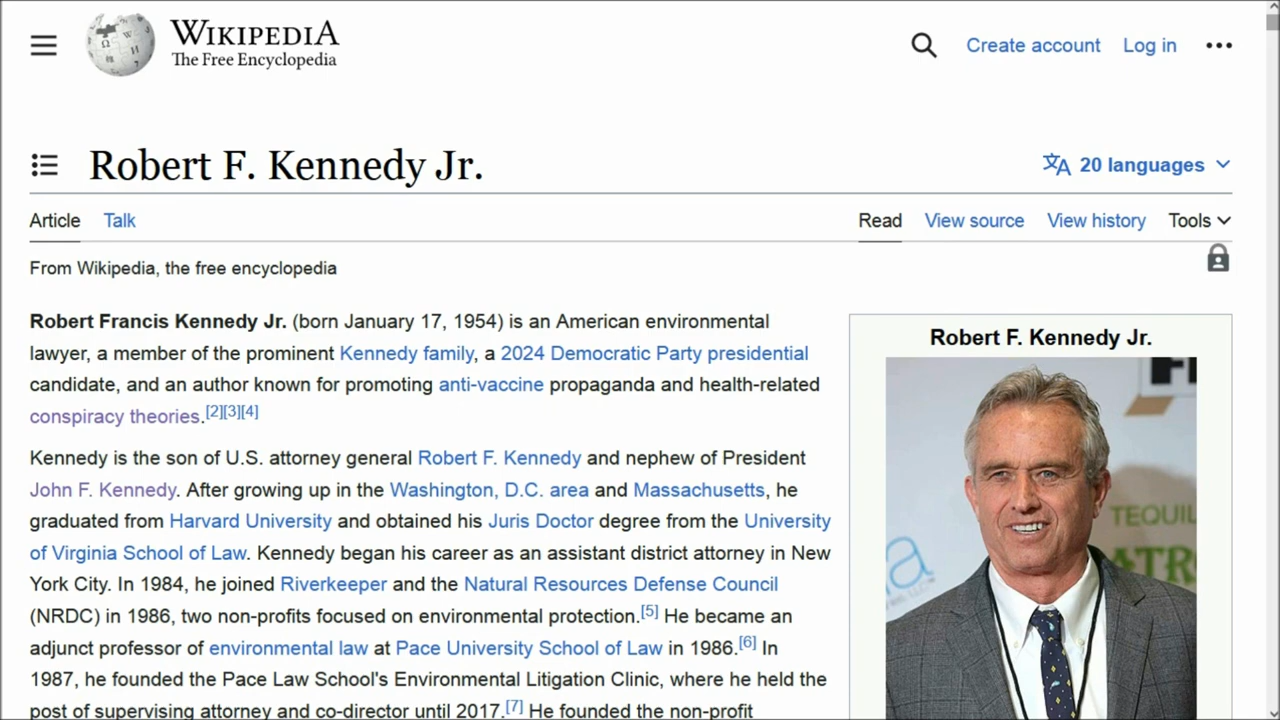 WIKIPEDIA
The Free Encyclopedia
Create account
Log in
Robert F. Kennedy Jr.
20 languages
Article
Talk
Read
View source
View history
Tools
From Wikipedia, the free encyclopedia
Robert Francis Kennedy Jr. (born January 17, 1954) is an American environmental
lawyer, a member of the prominent Kennedy family, a 2024 Democratic Party presidential
candidate, and an author known for promoting anti-vaccine propaganda and health-related
conspiracy theories.[2][3][4]
Kennedy is the son of U.S. attorney general Robert F. Kennedy and nephew of President
John F. Kennedy. After growing up in the Washington, D.C. area and Massachusetts, he
graduated from Harvard University and obtained his Juris Doctor degree from the University
of Virginia School of Law. Kennedy began his career as an assistant district attorney in New
York City. In 1984, he joined Riverkeeper and the Natural Resources Defense Council
(NRDC) in 1986, two non-profits focused on environmental protection.[5] He became an
adjunct professor of environmental law at Pace University School of Law in 1986.[6] In
1987, he founded the Pace Law School's Environmental Litigation Clinic, where he held the
post of supervising attorney and co-director until 2017.[7] He founded the non-profit
Robert F. Kennedy Jr.
TEQUIL
ATR